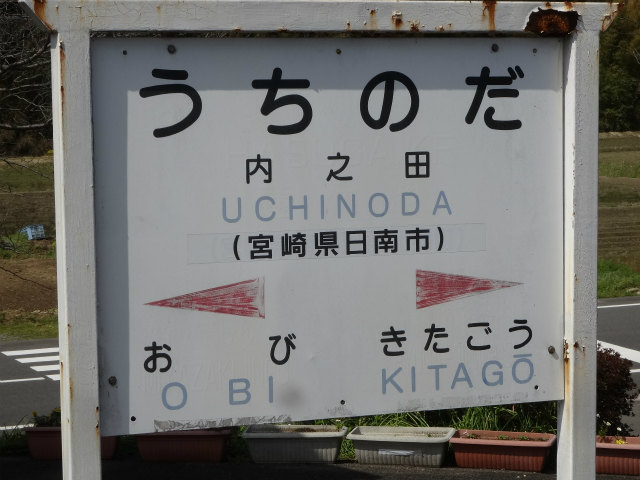 うちのだ
内之田
UCHINODA
(宮崎県日南市)
おび きたごう
OBI KITAGŌ